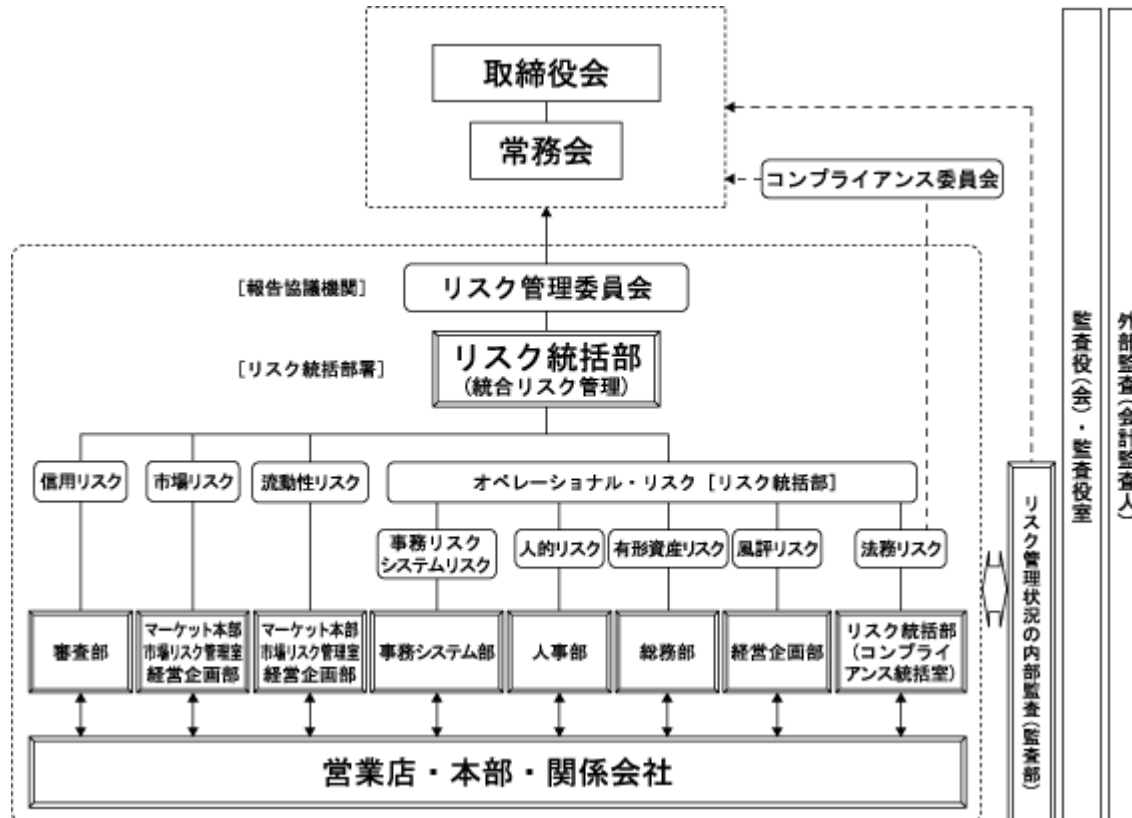 取締役会
常務会
コンプライアンス委員会
[報告協議機関]
リスク管理委員会
[リスク統括部署]
リスク統括部
(統合リスク管理)
信用リスク
市場リスク
流動性リスク
オペレーショナル・リスク [リスク統括部]
事務リスク
システムリスク
人的リスク
有形資産リスク
風評リスク
法務リスク
審査部
マーケット本部
市場リスク管理室
経営企画部
マーケット本部
市場リスク管理室
経営企画部
事務システム部
人事部
総務部
経営企画部
リスク統括部
(コンプライ
アンス統括室)
営業店・本部・関係会社
リスク管理状況の内部監査(監査部)
監査役(会)・監査役室
外部監査(会計監査人)